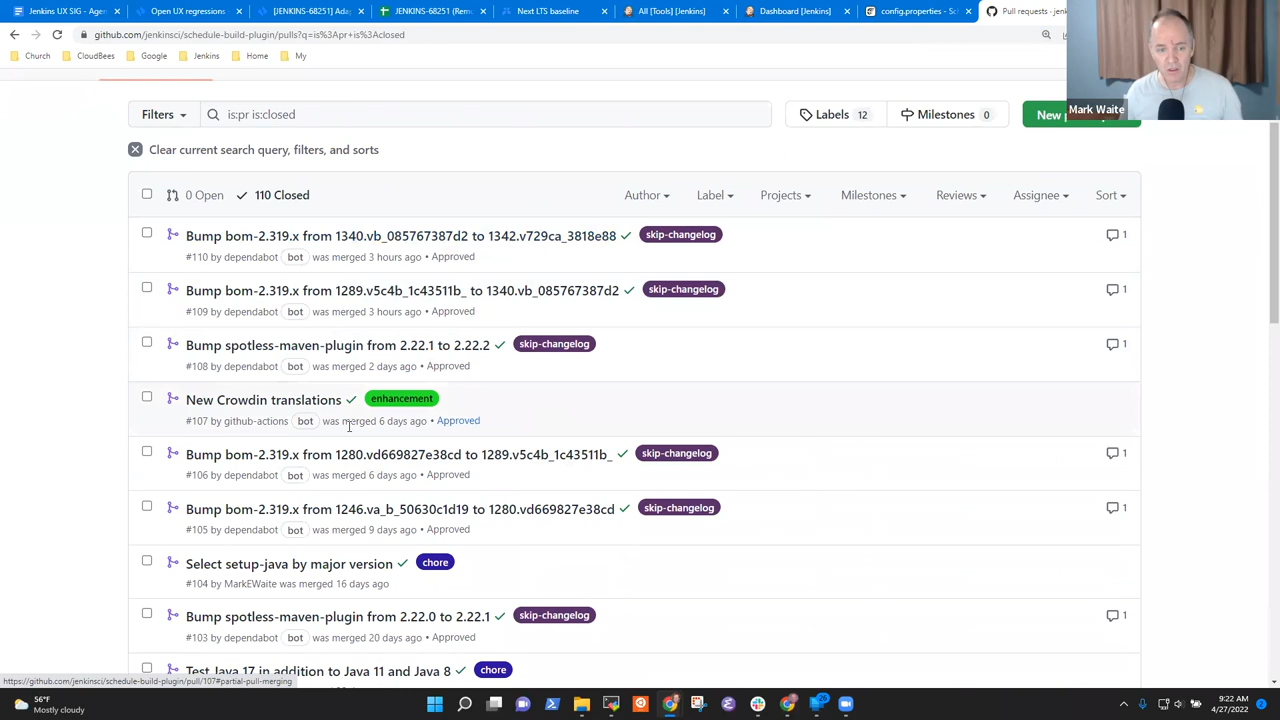 Jenkins UX SIG - Agen
Open UX regressions
[JENKINS-68251] Ada
JENKINS-68251 (Rem
Next LTS baseline
All [Tools] [Jenkins]
Dashboard [Jenkins]
config.properties - Sc
Pull requests · jen
github.com/jenkinsci/schedule-build-plugin/pulls?q=is%3Apr+is%3Aclosed
Church
CloudBees
Google
Jenkins
Home
My
Mark Waite
Filters
is:pr is:closed
Labels 12
Milestones 0
New
Clear current search query, filters, and sorts
0 Open
110 Closed
Author
Label
Projects
Milestones
Reviews
Assignee
Sort
Bump bom-2.319.x from 1340.vb_085767387d2 to 1342.v729ca_3818e88 skip-changelog 1
#110 by dependabot bot was merged 3 hours ago • Approved
Bump bom-2.319.x from 1289.v5c4b_1c43511b_ to 1340.vb_085767387d2 skip-changelog 1
#109 by dependabot bot was merged 3 hours ago • Approved
Bump spotless-maven-plugin from 2.22.1 to 2.22.2 skip-changelog 1
#108 by dependabot bot was merged 2 days ago • Approved
New Crowdin translations enhancement
#107 by github-actions bot was merged 6 days ago • Approved
Bump bom-2.319.x from 1280.vd669827e38cd to 1289.v5c4b_1c43511b_ skip-changelog 1
#106 by dependabot bot was merged 6 days ago • Approved
Bump bom-2.319.x from 1246.va_b_50630c1d19 to 1280.vd669827e38cd skip-changelog 1
#105 by dependabot bot was merged 9 days ago • Approved
Select setup-java by major version chore
#104 by MarkEWaite was merged 16 days ago
Bump spotless-maven-plugin from 2.22.0 to 2.22.1 skip-changelog 1
#103 by dependabot bot was merged 20 days ago • Approved
Test Java 17 in addition to Java 11 and Java 8 chore
https://github.com/jenkinsci/schedule-build-plugin/pull/107#partial-pull-merging
56°F
Mostly cloudy
9:22 AM
4/27/2022